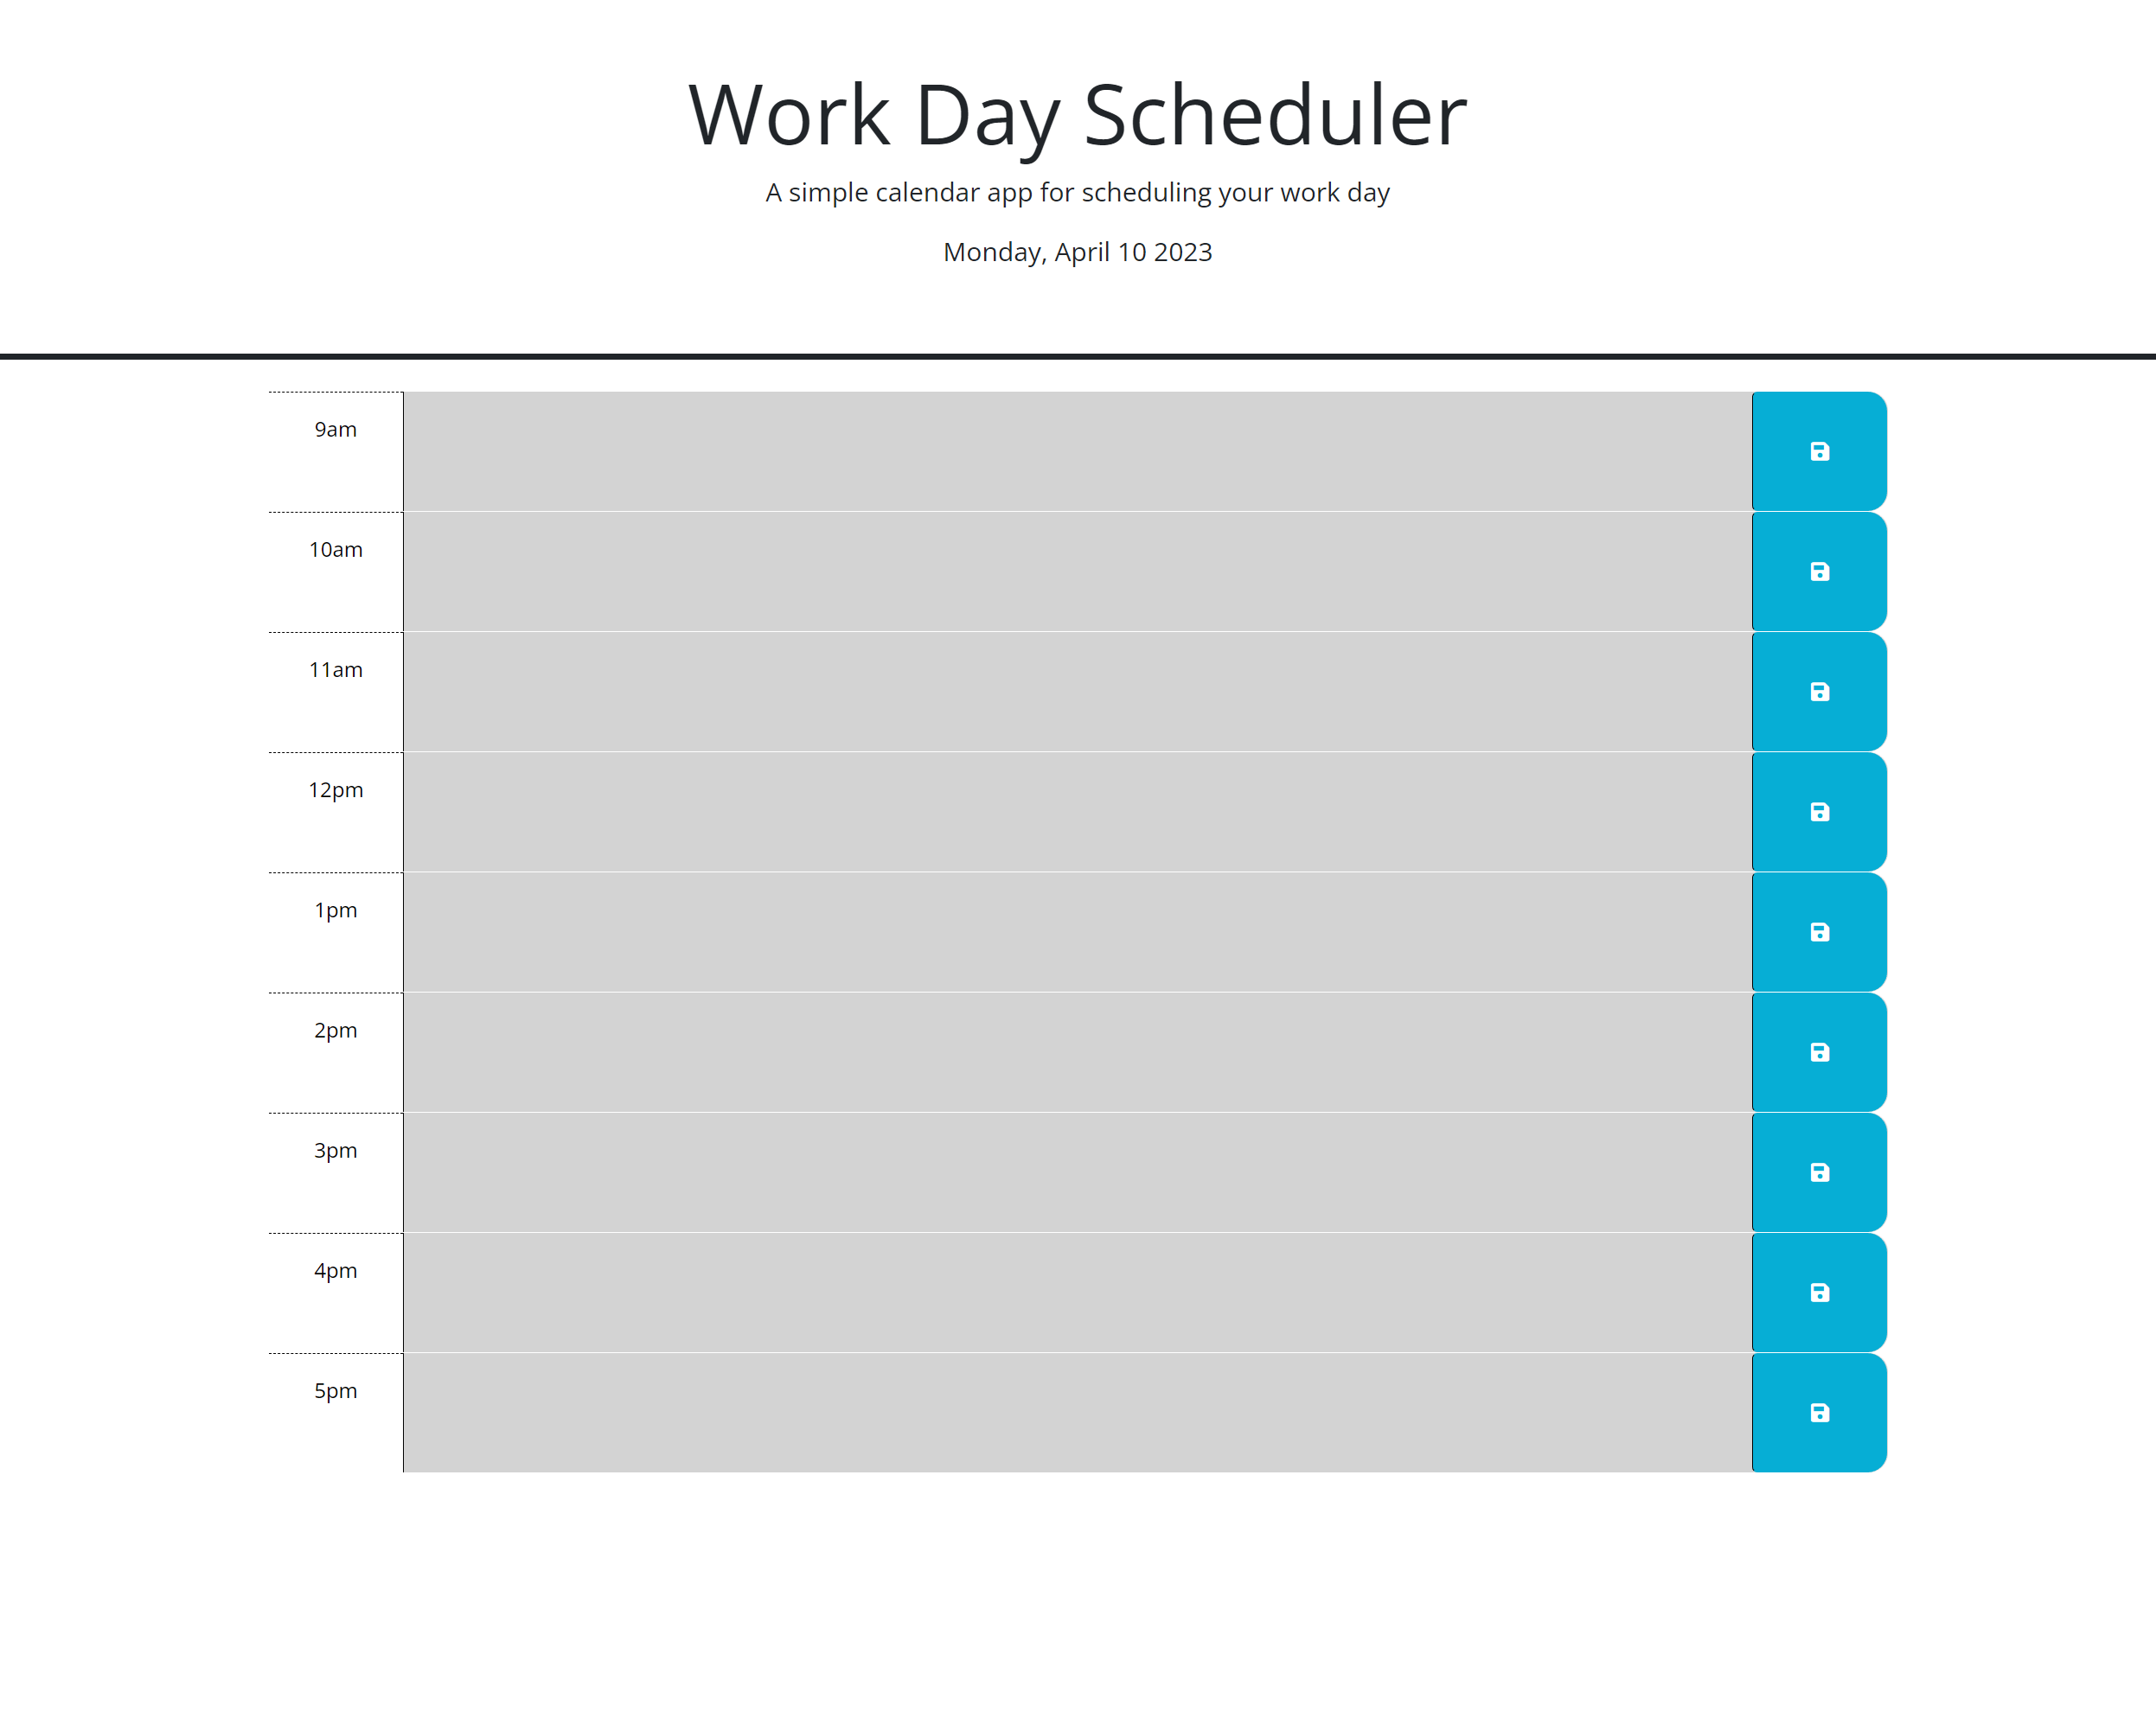 Work Day Scheduler
A simple calendar app for scheduling your work day
Monday, April 10 2023
9am
10am
11am
12pm
1pm
2pm
3pm
4pm
5pm